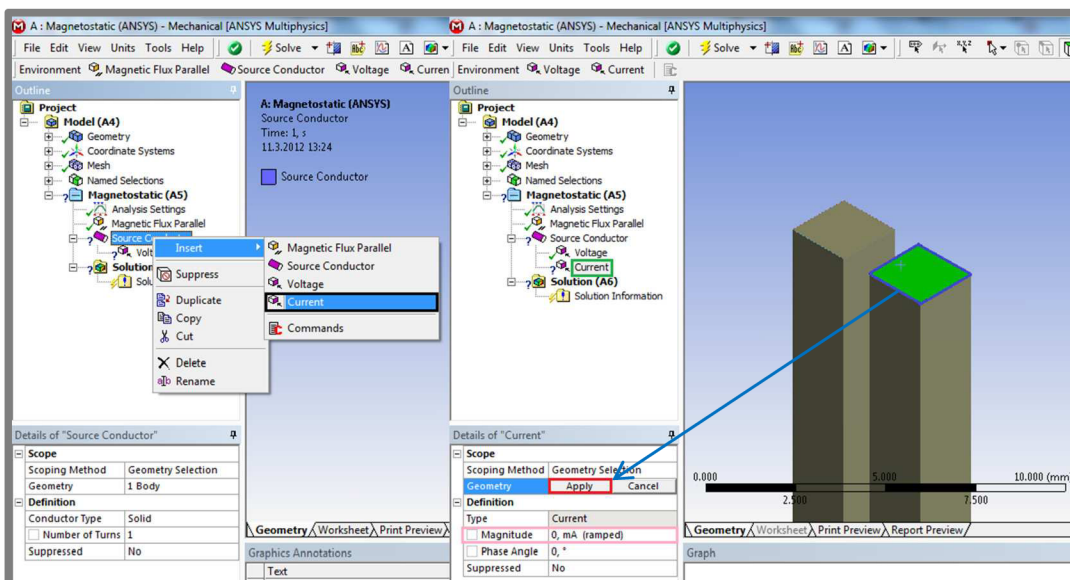 A : Magnetostatic (ANSYS) - Mechanical [ANSYS Multiphysics]
File Edit View Units Tools Help Solve
Environment Magnetic Flux Parallel Source Conductor Voltage Curren
Outline
Project
Model (A4)
Geometry
Coordinate Systems
Mesh
Named Selections
Magnetostatic (A5)
Analysis Settings
Magnetic Flux Parallel
Source Con
Volt
Solution
Solu
Insert
Suppress
Duplicate
Copy
Cut
Delete
Rename
Magnetic Flux Parallel
Source Conductor
Voltage
Current
Commands
A: Magnetostatic (ANSYS)
Source Conductor
Time: 1, s
11.3.2012 13:24
Source Conductor
Details of "Source Conductor"
Scope
Scoping Method Geometry Selection
Geometry 1 Body
Definition
Conductor Type Solid
Number of Turns 1
Suppressed No
Geometry Worksheet Print Preview
Graphics Annotations
Text
A : Magnetostatic (ANSYS) - Mechanical [ANSYS Multiphysics]
File Edit View Units Tools Help Solve
Environment Voltage Current
Outline
Project
Model (A4)
Geometry
Coordinate Systems
Mesh
Named Selections
Magnetostatic (A5)
Analysis Settings
Magnetic Flux Parallel
Source Conductor
Voltage
Current
Solution (A6)
Solution Information
Details of "Current"
Scope
Scoping Method Geometry Selection
Geometry Apply Cancel
Definition
Type Current
Magnitude 0, mA (ramped)
Phase Angle 0, °
Suppressed No
0.000 5.000 10.000 (mm)
2.500 7.500
Geometry Worksheet Print Preview Report Preview
Graph